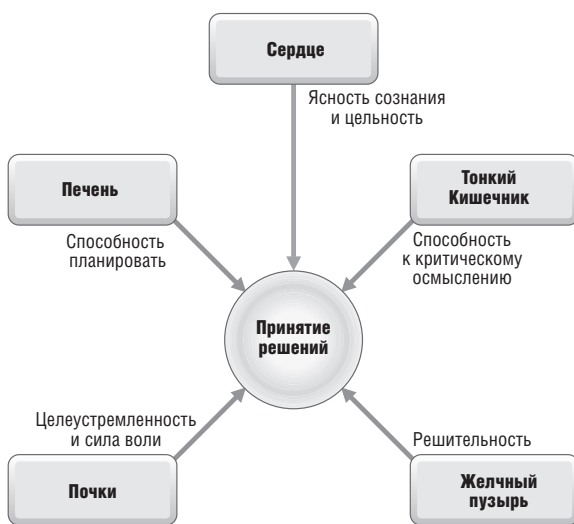 Сердце
Ясность сознания
и цельность
Печень
Тонкий
Кишечник
Способность
планировать
Способность
к критическому
осмыслению
Принятие
решений
Целеустремленность
и сила воли
Решительность
Почки
Желчный
пузырь